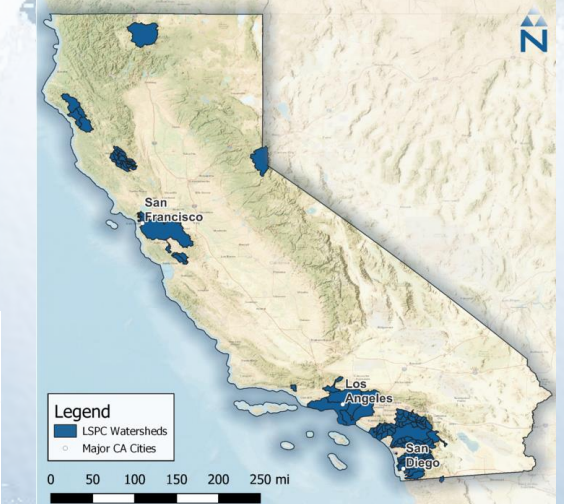 N
San
Francisco
Los
Angeles
San
Diego
Legend
LSPC Watersheds
Major CA Cities
0 50 100 150 200 250 mi